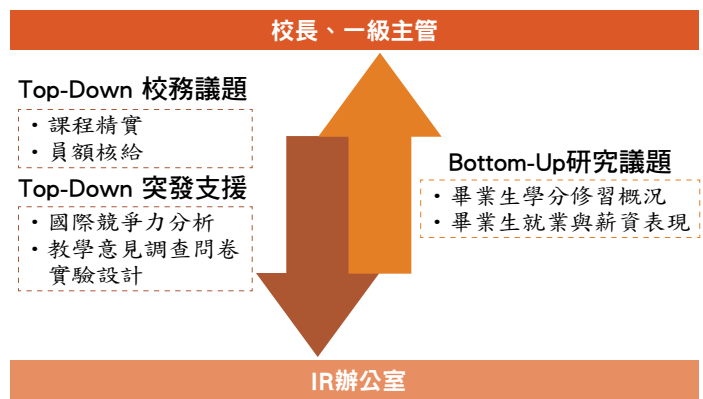 校長、一級主管
Top-Down 校務議題
・課程精實
・員額核給
Top-Down 突發支援
・國際競爭力分析
・教學意見調查問卷
實驗設計
Bottom-Up研究議題
・畢業生學分修習概況
・畢業生就業與薪資表現
IR辦公室